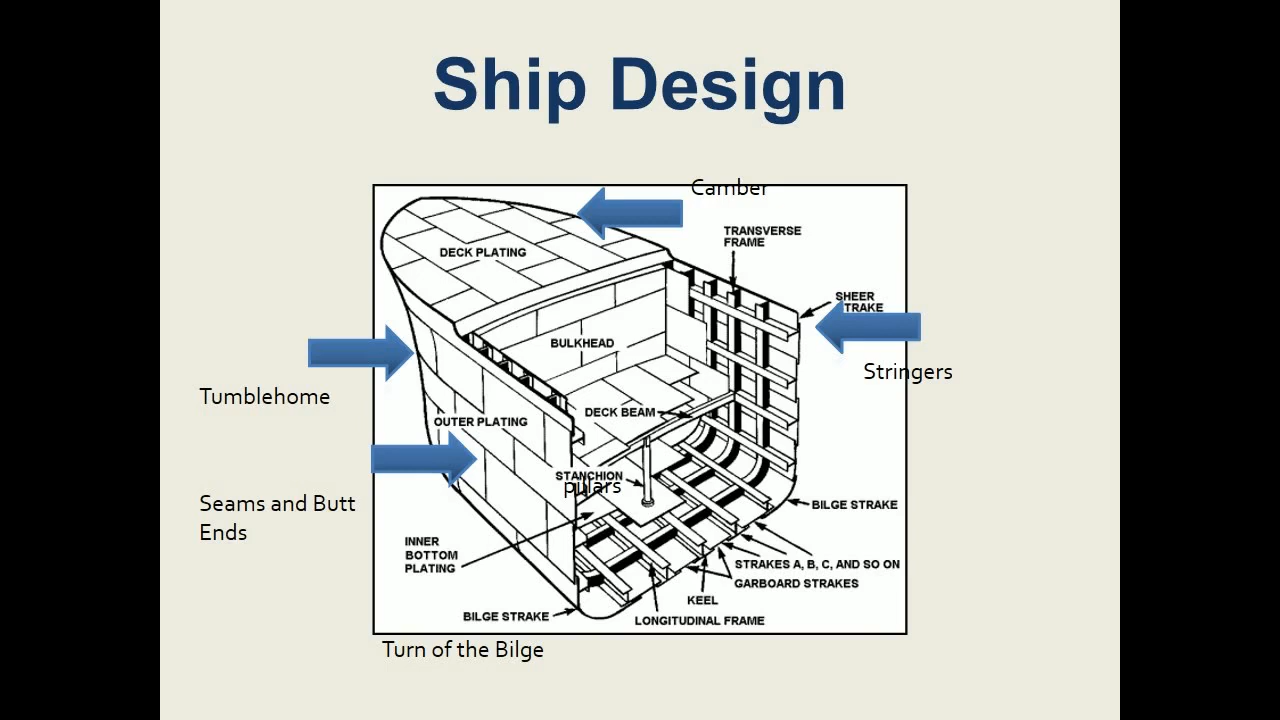 Ship Design
Camber
TRANSVERSE
FRAME
DECK PLATING
SHEER
TRAKE
BULKHEAD
Stringers
Tumblehome
DECK BEAM
OUTER PLATING
STANCHION
pillars
Seams and Butt
Ends
BILGE STRAKE
INNER
BOTTOM
PLATING
STRAKES A, B, C, AND SO ON
GARBOARD STRAKES
KEEL
BILGE STRAKE
LONGITUDINAL FRAME
Turn of the Bilge